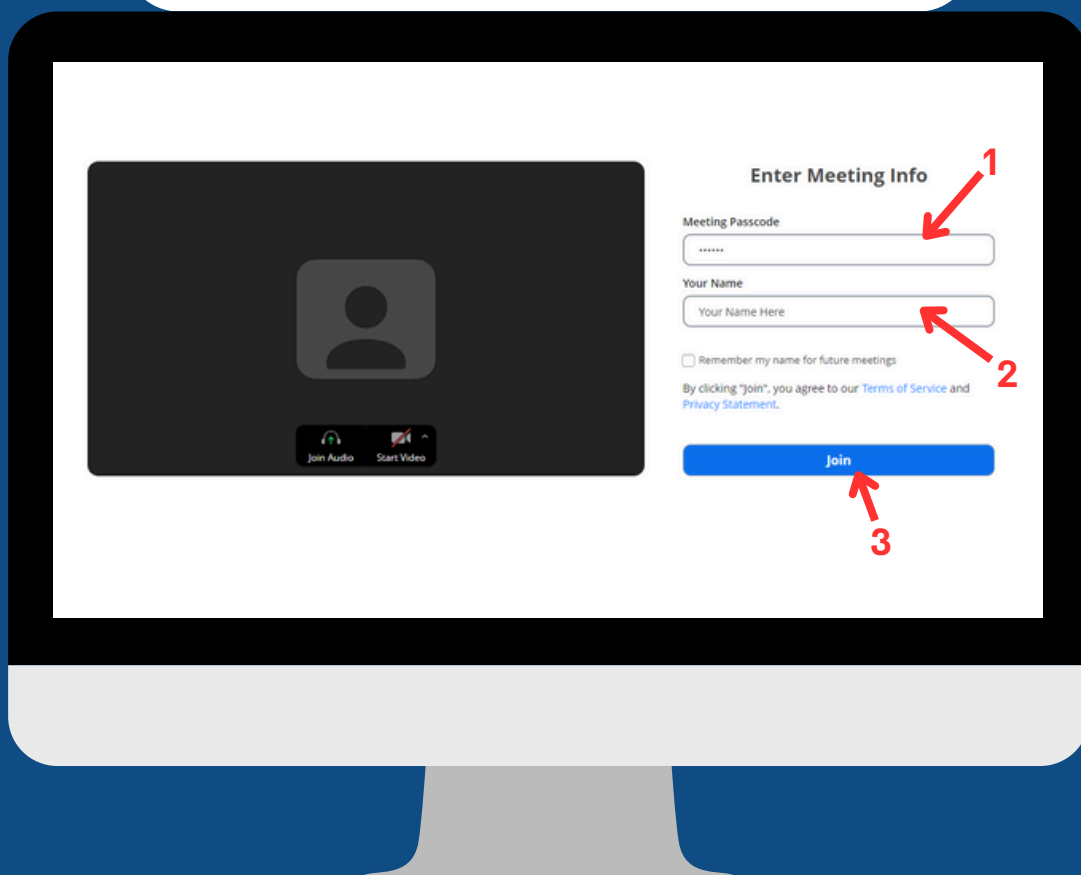 Enter Meeting Info
1
Meeting Passcode
••••••
Your Name
Your Name Here
2
Remember my name for future meetings
By clicking "Join", you agree to our Terms of Service and
Privacy Statement.
Join Audio
Start Video
Join
3